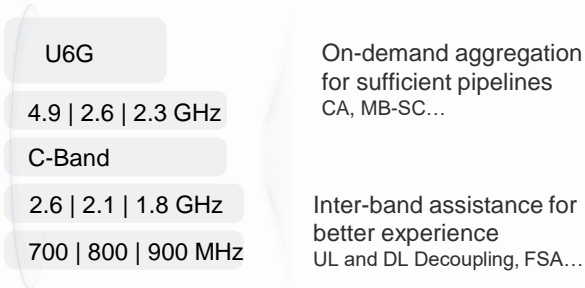 U6G
4.9 | 2.6 | 2.3 GHz
C-Band
2.6 | 2.1 | 1.8 GHz
700 | 800 | 900 MHz
On-demand aggregation
for sufficient pipelines
CA, MB-SC…
Inter-band assistance for
better experience
UL and DL Decoupling, FSA…